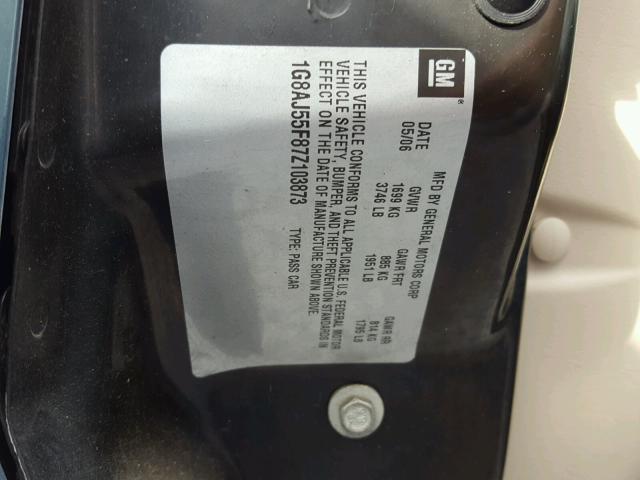 GM
®
MFD BY GENERAL MOTORS CORP
DATE GVWR GAWR FRT GAWR RR
05/06 1699 KG 885 KG 814 KG
3746 LB 1951 LB 1795 LB
THIS VEHICLE CONFORMS TO ALL APPLICABLE U.S. FEDERAL MOTOR
VEHICLE SAFETY, BUMPER, AND THEFT PREVENTION STANDARDS IN
EFFECT ON THE DATE OF MANUFACTURE SHOWN ABOVE.
1G8AJ55F87Z103873 TYPE: PASS CAR